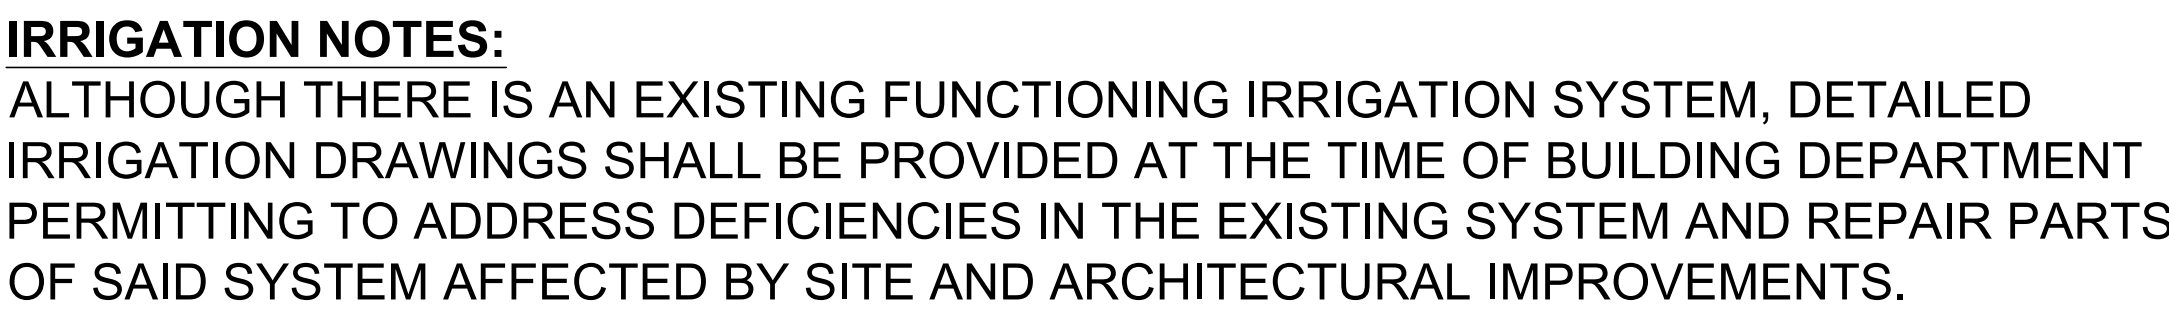 IRRIGATION NOTES:
ALTHOUGH THERE IS AN EXISTING FUNCTIONING IRRIGATION SYSTEM, DETAILED
IRRIGATION DRAWINGS SHALL BE PROVIDED AT THE TIME OF BUILDING DEPARTMENT
PERMITTING TO ADDRESS DEFICIENCIES IN THE EXISTING SYSTEM AND REPAIR PARTS
OF SAID SYSTEM AFFECTED BY SITE AND ARCHITECTURAL IMPROVEMENTS.